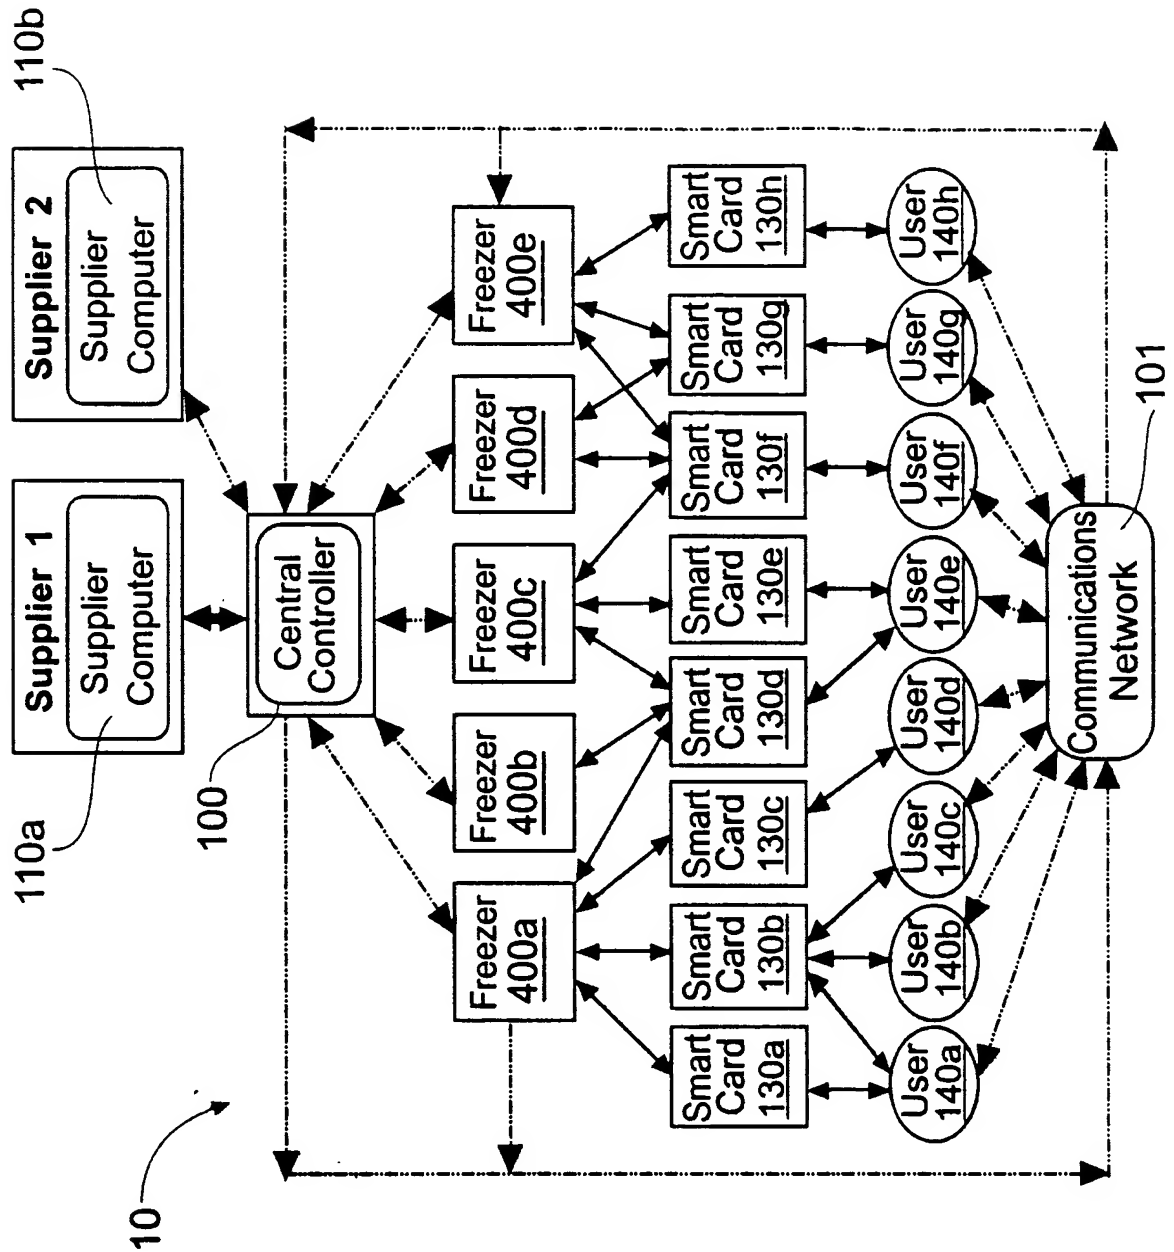 10
110a
110b
Supplier 1
Supplier
Computer
Supplier 2
Supplier
Computer
100
Central
Controller
Freezer
400a
Freezer
400b
Freezer
400c
Freezer
400d
Freezer
400e
Smart
Card
130a
Smart
Card
130b
Smart
Card
130c
Smart
Card
130d
Smart
Card
130e
Smart
Card
130f
Smart
Card
130g
Smart
Card
130h
User
140a
User
140b
User
140c
User
140d
User
140e
User
140f
User
140g
User
140h
Communications
Network
101